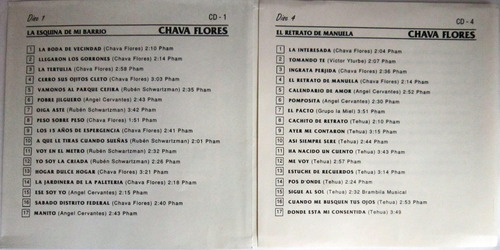 Disc 1
CD - 1
LA ESQUINA DE MI BARRIO
CHAVA FLORES
1 LA BODA DE VECINDAD (Chava Flores) 2:10 Pham
2 LLEGARON LOS GORRONES (Chava Flores) 2:14 Pham
3 LA TERTULIA (Chava Flores) 2:58 Pham
4 CERRO SUS OJITOS CLETO (Chava Flores) 3:03 Pham
5 VAMONOS AL PARQUE CEFIRA (Rubén Schwartzman) 2:35 Pham
6 POBRE JILGUERO (Angel Cervantes) 2:43 Pham
7 OIGA ASTE (Rubén Schwartzman) 3:42 Pham
8 PESO SOBRE PESO (Chava Flores) 1:51 Pham
9 LOS 15 AÑOS DE ESPERGENCIA (Chava Flores) 2:41 Pham
10 A QUE LE TIRAS CUANDO SUEÑAS (Rubén Schwartzman) 2:01 Pham
11 VOY EN EL METRO (Rubén Schwartzman) 2:32 Pham
12 YO SOY LA CRIADA (Rubén Schwartzman) 2:26 Pham
13 HOGAR DULCE HOGAR (Chava Flores) 3:21 Pham
14 LA JARDINERA DE LA PALETERIA (Chava Flores) 2:18 Pham
15 ESE SOY YO (Angel Cervantes) 2:15 Pham
16 SABADO DISTRITO FEDERAL (Chava Flores) 2:40 Pham
17 MANITO (Angel Cervantes) 2:43 Pham
Disc 4
CD - 4
EL RETRATO DE MANUELA
CHAVA FLORES
1 LA INTERESADA (Chava Flores) 2:04 Pham
2 TOMANDO TE (Victor Yturbe) 2:07 Pham
3 INGRATA PERJIDA (Chava Flores) 2:36 Pham
4 EL RETRATO DE MANUELA (Chava Flores) 2:14 Pham
5 CALENDARIO DE AMOR (Angel Cervantes) 2:52 Pham
6 POMPOSITA (Angel Cervantes) 2:30 Pham
7 EL PACTO (Grupo la Miel) 3:51 Pham
8 CACHITO DE RETRATO (Tehua) 2:10 Pham
9 AYER ME CONTARON (Tehua) 3:15 Pham
10 ASI SIEMPRE SERE (Tehua) 2:44 Pham
11 HA NACIDO UN CUENTO (Tehua) 3:43 Pham
12 ME VOY (Tehua) 2:57 Pham
13 ESTUCHE DE RECUERDOS (Tehua) 3:14 Pham
14 POS D'ONDE (Tehua) 2:24 Pham
15 SIGUE AL SOL (Tehua) 2:32 Brambila Musical
16 CUANDO ME BUSQUEN TUS OJOS (Tehua) 2:53 Pham
17 DONDE ESTA MI CONSENTIDA (Tehua) 2:43 Pham